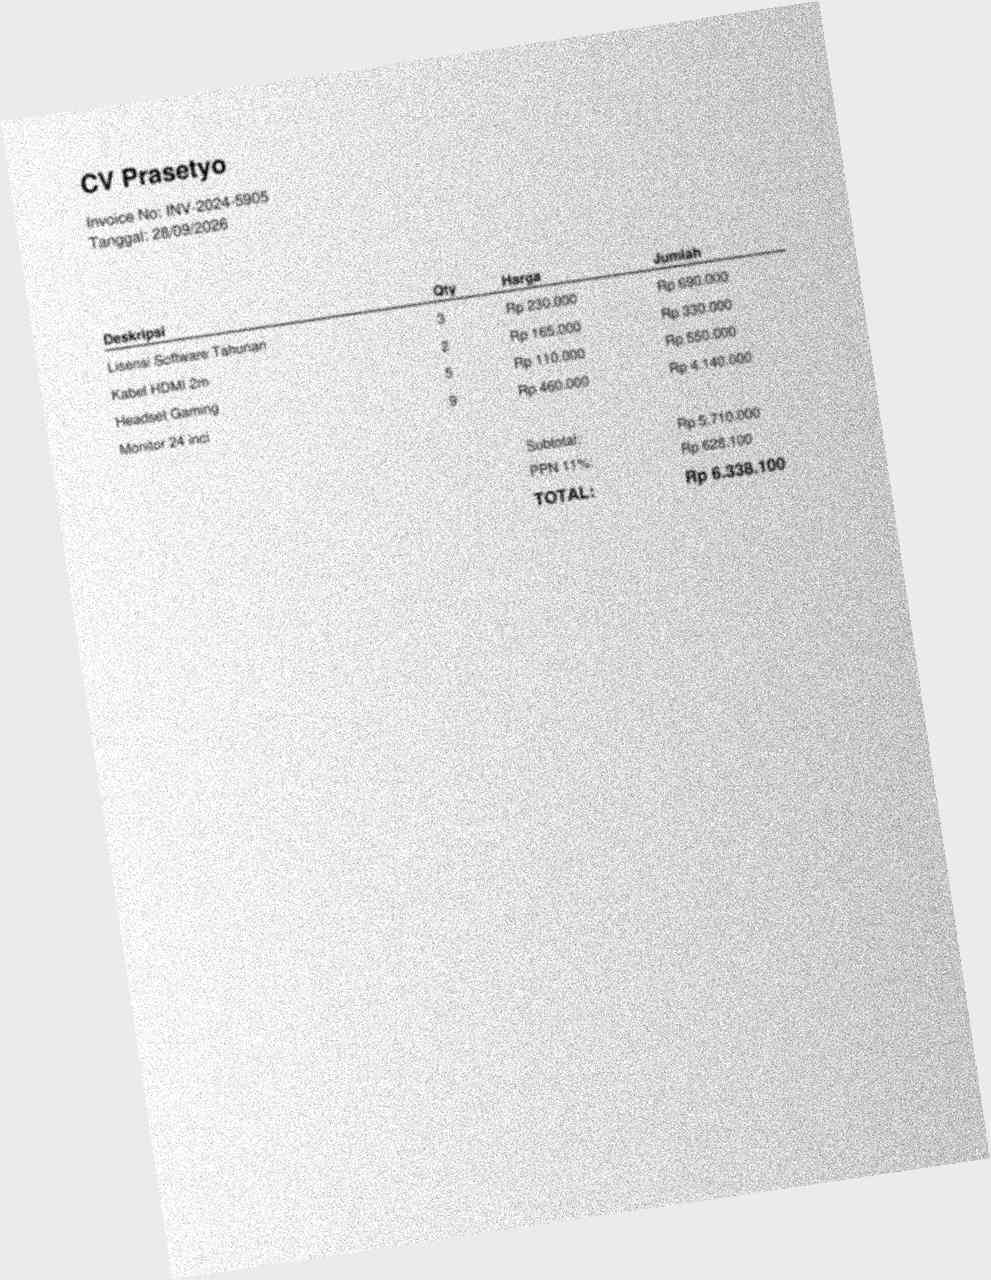 CV Prasetyo
Invoice No: INV-2024-5905
Tanggal: 28/09/2026
Deskripsi Qty Harga Jumlah
Lisensi Software Tahunan 3 Rp 230.000 Rp 690.000
Kabel HDMI 2m 2 Rp 165.000 Rp 330.000
Headset Gaming 5 Rp 110.000 Rp 550.000
Monitor 24 inci 9 Rp 460.000 Rp 4.140.000
Subtotal: Rp 5.710.000
PPN 11%: Rp 628.100
TOTAL: Rp 6.338.100